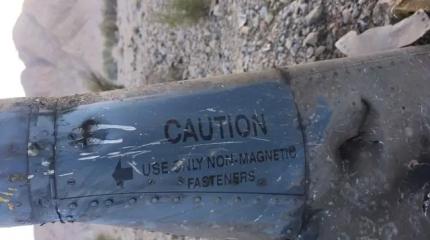 CAUTION
USE ONLY NON-MAGNETIC
FASTENERS